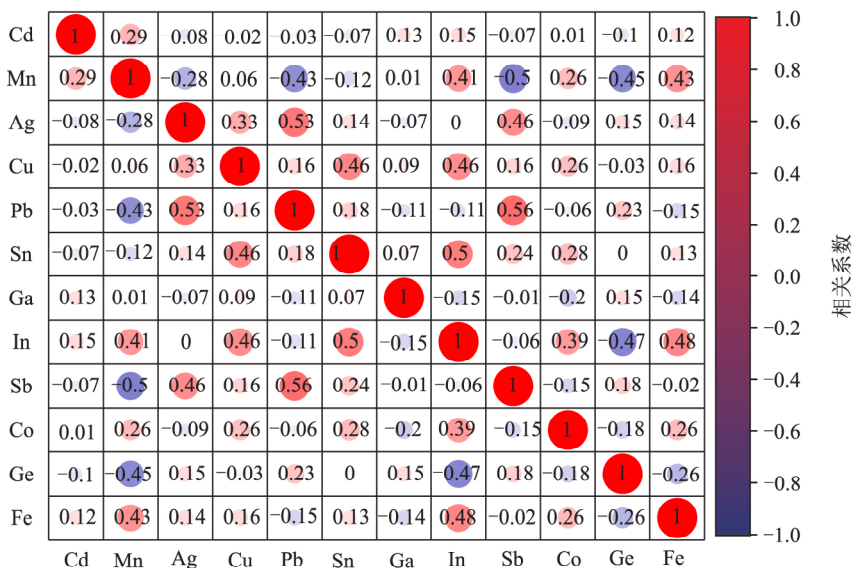 Cd 1 0.29 -0.08 -0.02 -0.03 -0.07 0.13 0.15 -0.07 0.01 -0.1 0.12
Mn 0.29 1 -0.28 0.06 -0.43 -0.12 0.01 0.41 -0.5 0.26 -0.45 0.43
Ag -0.08 -0.28 1 0.33 0.53 0.14 -0.07 0 0.46 -0.09 0.15 0.14
Cu -0.02 0.06 0.33 1 0.16 0.46 0.09 0.46 0.16 0.26 -0.03 0.16
Pb -0.03 -0.43 0.53 0.16 1 0.18 -0.11 -0.11 0.56 -0.06 0.23 -0.15
Sn -0.07 -0.12 0.14 0.46 0.18 1 0.07 0.5 0.24 0.28 0 0.13
Ga 0.13 0.01 -0.07 0.09 -0.11 0.07 1 -0.15 -0.01 -0.2 0.15 -0.14
In 0.15 0.41 0 0.46 -0.11 0.5 -0.15 1 -0.06 0.39 -0.47 0.48
Sb -0.07 -0.5 0.46 0.16 0.56 0.24 -0.01 -0.06 1 -0.15 0.18 -0.02
Co 0.01 0.26 -0.09 0.26 -0.06 0.28 -0.2 0.39 -0.15 1 -0.18 0.26
Ge -0.1 -0.45 0.15 -0.03 0.23 0 0.15 -0.47 0.18 -0.18 1 -0.26
Fe 0.12 0.43 0.14 0.16 -0.15 0.13 -0.14 0.48 -0.02 0.26 -0.26 1
Cd Mn Ag Cu Pb Sn Ga In Sb Co Ge Fe
1.0
0.8
0.6
0.4
0.2
0.0
-0.2
-0.4
-0.6
-0.8
-1.0
相关系数